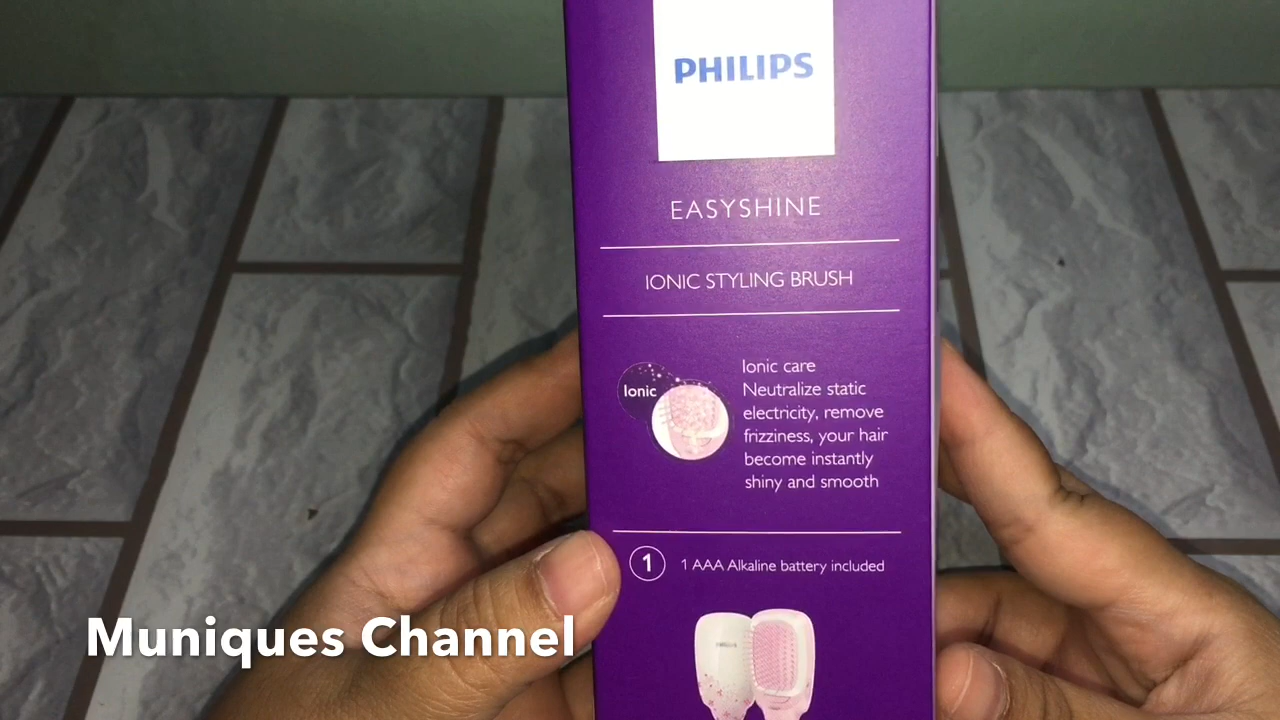 PHILIPS
EASYSHINE
IONIC STYLING BRUSH
Ionic
Ionic care
Neutralize static
electricity, remove
frizziness, your hair
become instantly
shiny and smooth
1
1 AAA Alkaline battery included
PHILIPS
Muniques Channel